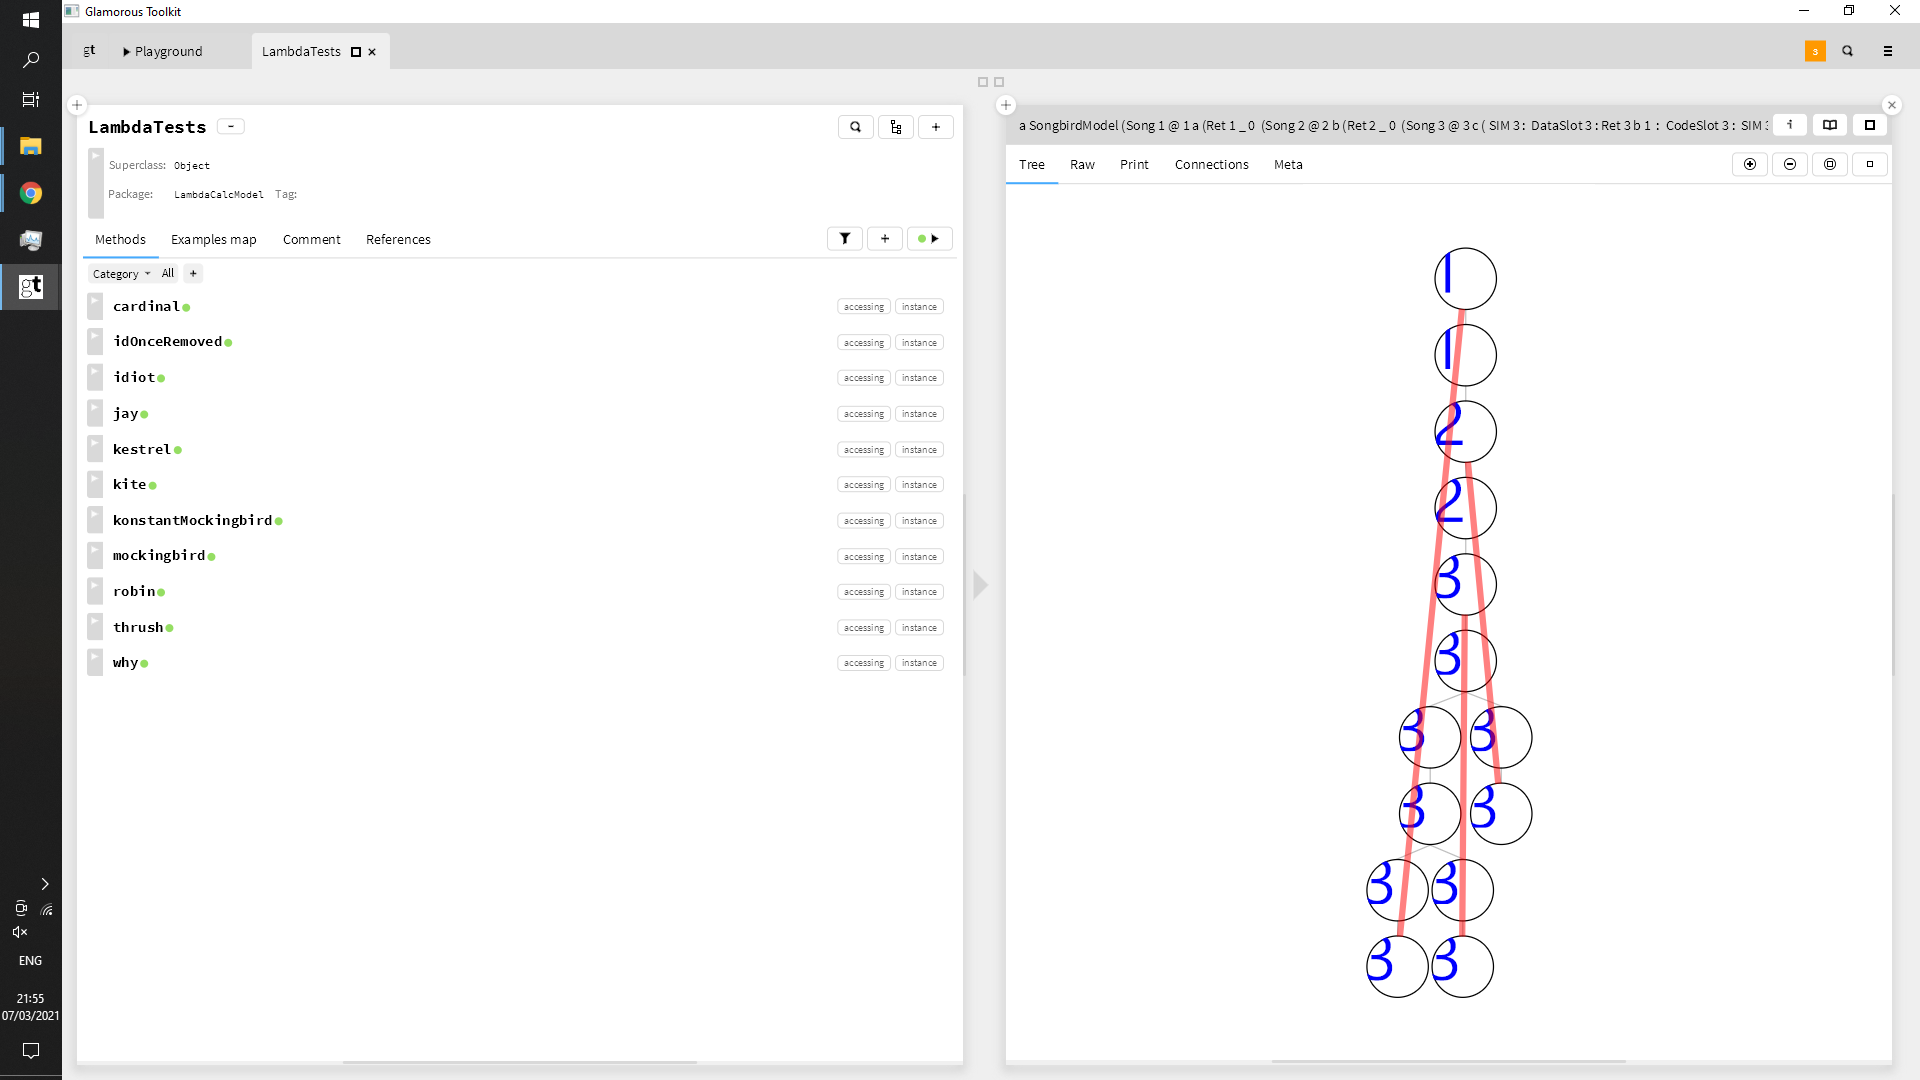 Glamorous Toolkit
gt
Playground
LambdaTests
3
LambdaTests
-
Superclass: Object
Package: LambdaCalcModel Tag:
Methods Examples map Comment References
Category All +
cardinal accessing instance
idOnceRemoved accessing instance
idiot accessing instance
jay accessing instance
kestrel accessing instance
kite accessing instance
konstantMockingbird accessing instance
mockingbird accessing instance
robin accessing instance
thrush accessing instance
why accessing instance
a SongbirdModel (Song 1 @ 1 a (Ret 1 _ 0 (Song 2 @ 2 b (Ret 2 _ 0 (Song 3 @ 3 c ( SIM 3 : DataSlot 3 : Ret 3 b 1 : CodeSlot 3 : SIM 3
i
Tree Raw Print Connections Meta
1
1
2
2
3
3
3 3
3 3
3 3
3 3
gt
ENG
21:55
07/03/2021